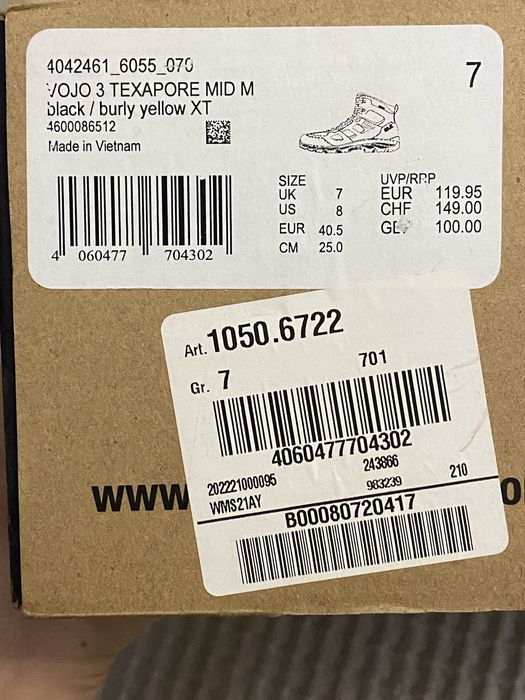 4042461_6055_070
VOJO 3 TEXAPORE MID M
black / burly yellow XT
4600086512
Made in Vietnam
7
4 060477 704302
SIZE
UK 7
US 8
EUR 40.5
CM 25.0
UVP/RRP
EUR 119.95
CHF 149.00
100.00
Art. 1050.6722
Gr. 7
701
4060477704302
202221000095
243866
WMS21AY
983239
210
B00080720417
www
o